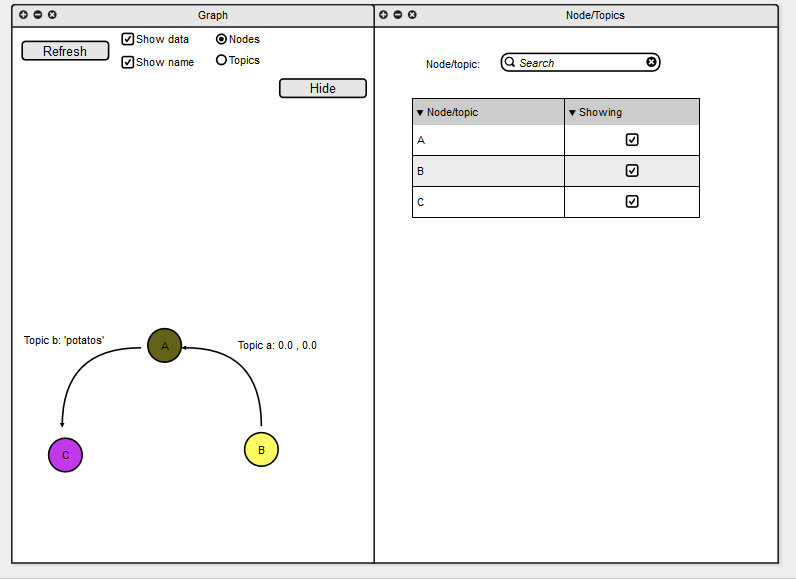 Graph
Refresh
Show data
Nodes
Show name
Topics
Hide
Topic b: 'potatos'
A
Topic a: 0.0 , 0.0
C
B
Node/Topics
Node/topic:
Search
Node/topic
Showing
A
B
C